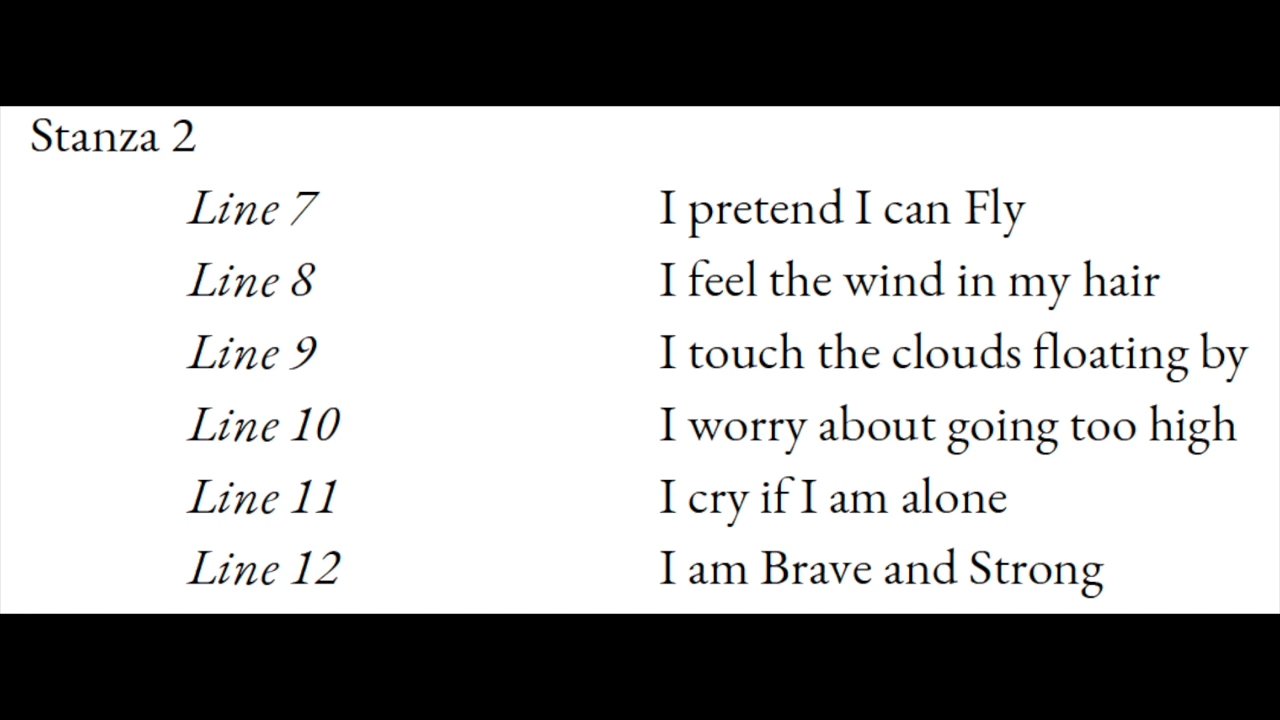 Stanza 2
Line 7 I pretend I can Fly
Line 8 I feel the wind in my hair
Line 9 I touch the clouds floating by
Line 10 I worry about going too high
Line 11 I cry if I am alone
Line 12 I am Brave and Strong